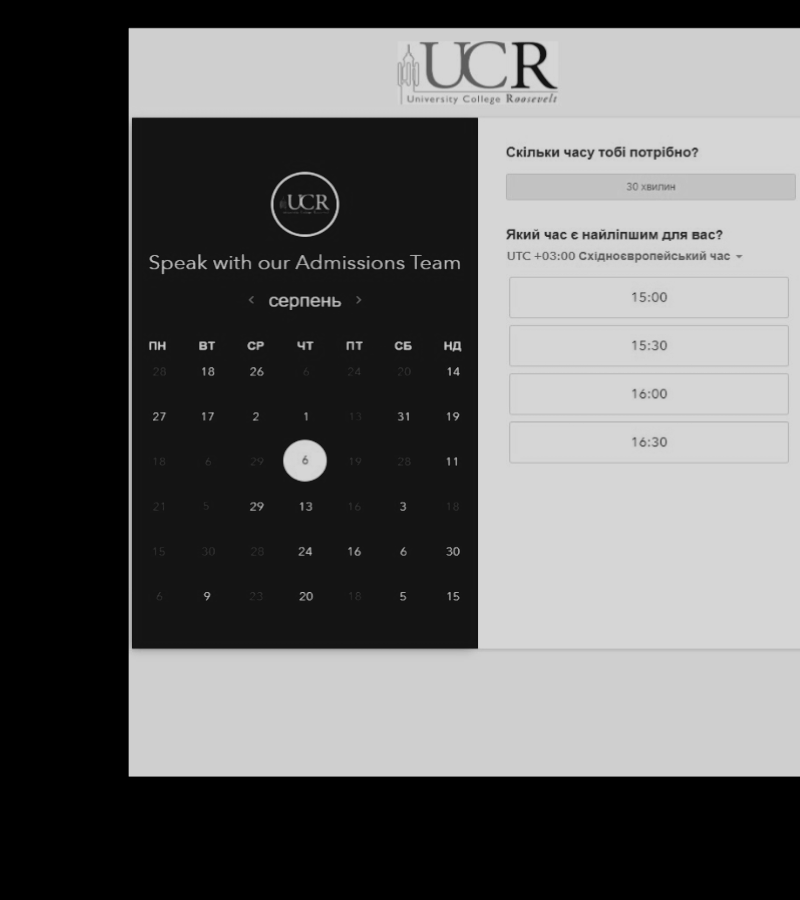 UCR
University College Roosevelt
UCR
Speak with our Admissions Team
серпень
ПН ВТ СР ЧТ ПТ СБ НД
28 18 26 6 24 20 14
27 17 2 1 13 31 19
18 6 29 6 19 28 11
21 5 29 13 16 3 18
15 30 28 24 16 6 30
6 9 23 20 18 5 15
Скільки часу тобі потрібно?
30 хвилин
Який час є найліпшим для вас?
UTC +03:00 Східноєвропейський час
15:00
15:30
16:00
16:30